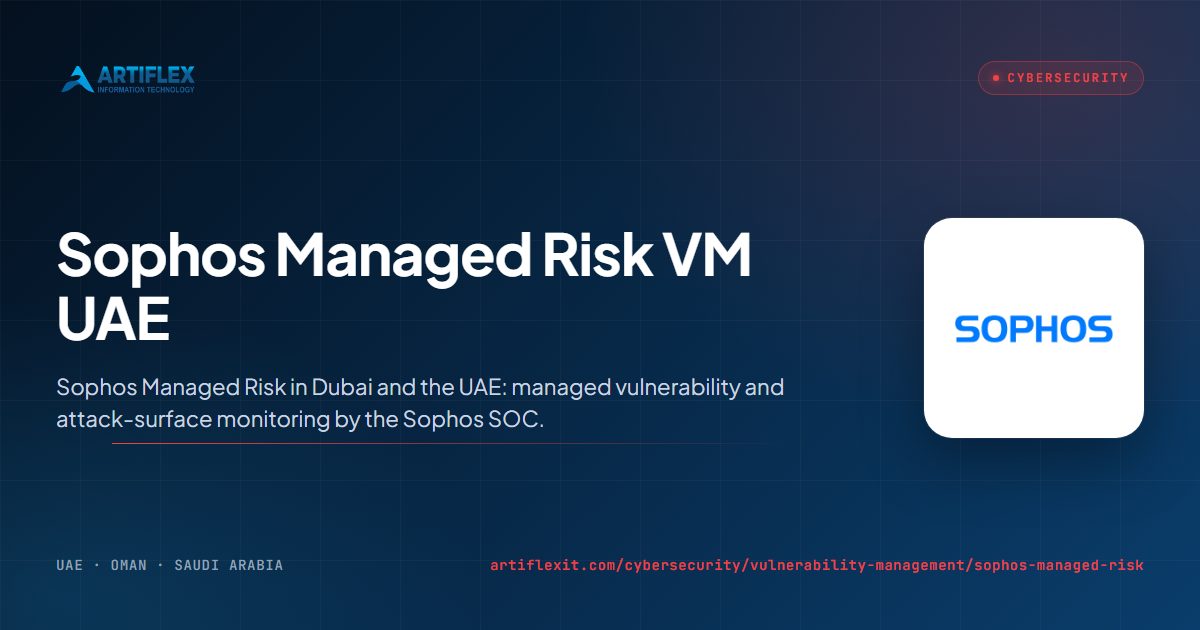 ARTIFLEX
INFORMATION TECHNOLOGY
CYBERSECURITY
Sophos Managed Risk VM
UAE
Sophos Managed Risk in Dubai and the UAE: managed vulnerability and
attack-surface monitoring by the Sophos SOC.
SOPHOS
UAE · OMAN · SAUDI ARABIA
artiflexit.com/cybersecurity/vulnerability-management/sophos-managed-risk